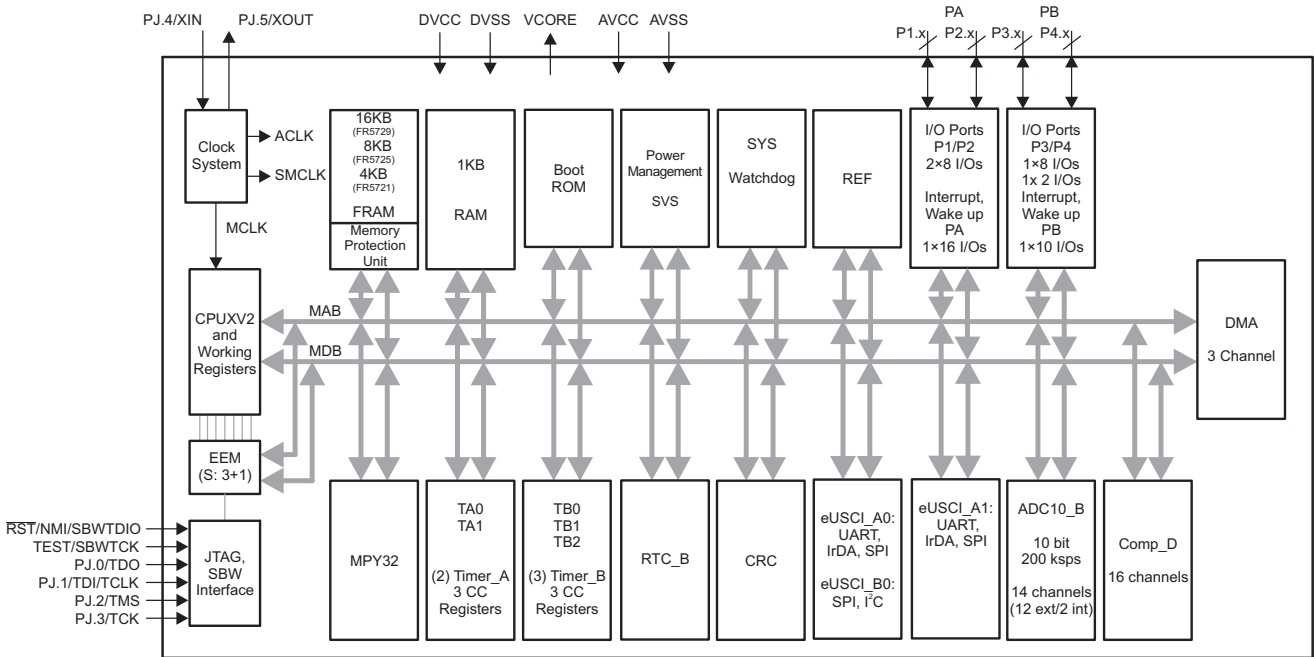 PJ.4/XIN
PJ.5/XOUT
DVCC
DVSS
VCORE
AVCC
AVSS
PA
P1.x
P2.x
PB
P3.x
P4.x
Clock
System
ACLK
SMCLK
MCLK
16KB
(FR5729)
8KB
(FR5725)
4KB
(FR5721)
FRAM
Memory
Protection
Unit
1KB
RAM
Boot
ROM
Power
Management
SVS
SYS
Watchdog
REF
I/O Ports
P1/P2
2×8 I/Os
Interrupt,
Wake up
PA
1×16 I/Os
I/O Ports
P3/P4
1×8 I/Os
1x 2 I/Os
Interrupt,
Wake up
PB
1×10 I/Os
CPUXV2
and
Working
Registers
MAB
MDB
DMA
3 Channel
EEM
(S: 3+1)
RST/NMI/SBWTDIO
TEST/SBWTCK
PJ.0/TDO
PJ.1/TDI/TCLK
PJ.2/TMS
PJ.3/TCK
JTAG,
SBW
Interface
MPY32
TA0
TA1
(2) Timer_A
3 CC
Registers
TB0
TB1
TB2
(3) Timer_B
3 CC
Registers
RTC_B
CRC
eUSCI_A0:
UART,
IrDA, SPI
eUSCI_B0:
SPI, I²C
eUSCI_A1:
UART,
IrDA, SPI
ADC10_B
10 bit
200 ksps
14 channels
(12 ext/2 int)
Comp_D
16 channels